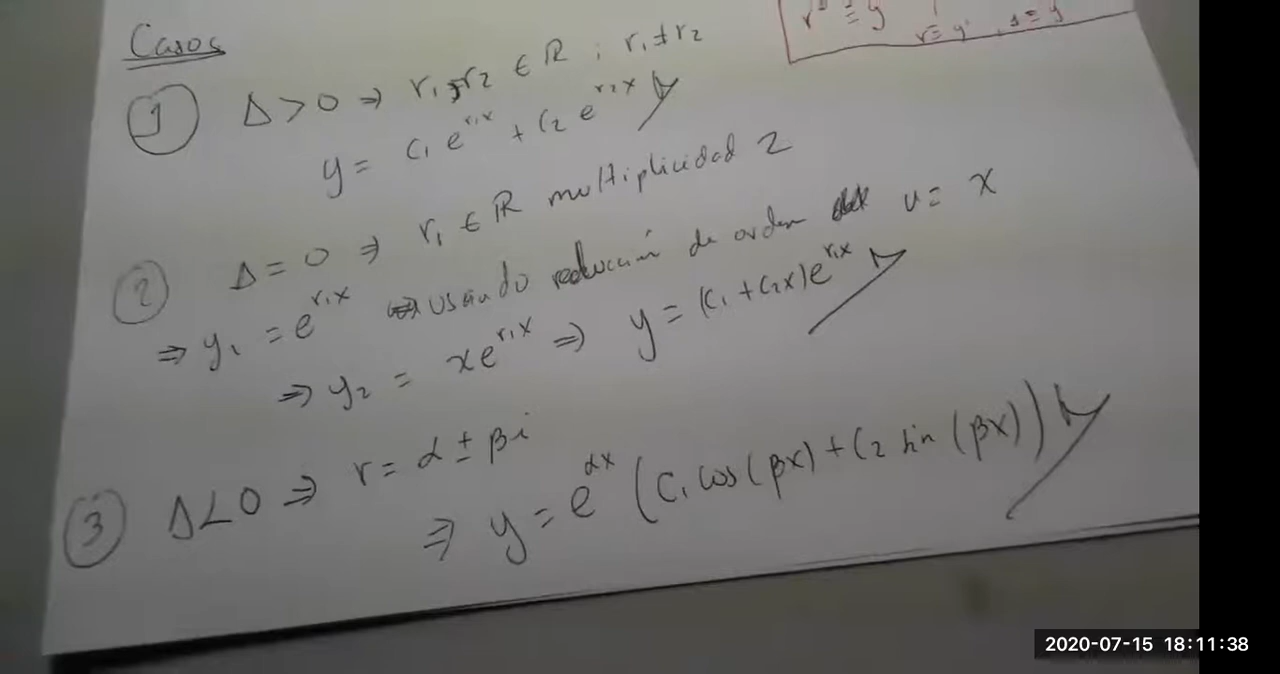 Casos
r² ≡ y''
r ≡ y' , 1 ≡ y
① Δ > 0 ⇒ r₁, r₂ ∈ ℝ ; r₁ ≠ r₂
y = c₁ e^{r₁x} + c₂ e^{r₂x}
② Δ = 0 ⇒ r₁ ∈ ℝ multiplicidad 2
⇒ y₁ = e^{r₁x} usando reducción de orden u = x
⇒ y₂ = x e^{r₁x} ⇒ y = (c₁ + c₂x) e^{r₁x}
③ Δ < 0 ⇒ r = α ± βi
⇒ y = e^{αx} (c₁ cos(βx) + c₂ sin(βx))
2020-07-15 18:11:38